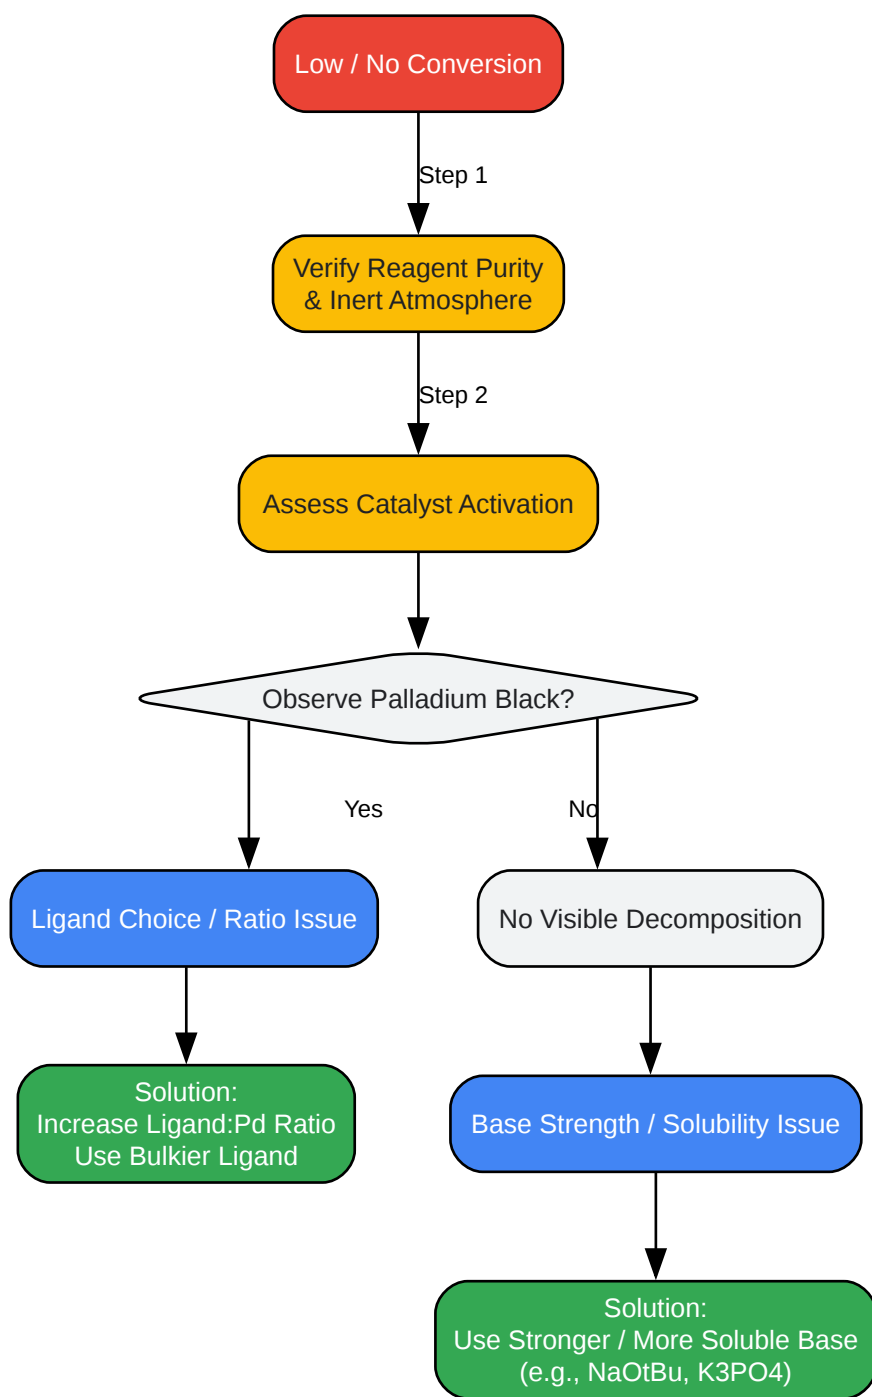 Low / No Conversion
Step 1
Verify Reagent Purity
& Inert Atmosphere
Step 2
Assess Catalyst Activation
Observe Palladium Black?
Yes
No
Ligand Choice / Ratio Issue
No Visible Decomposition
Solution:
Increase Ligand:Pd Ratio
Use Bulkier Ligand
Base Strength / Solubility Issue
Solution:
Use Stronger / More Soluble Base
(e.g., NaOtBu, K3PO4)